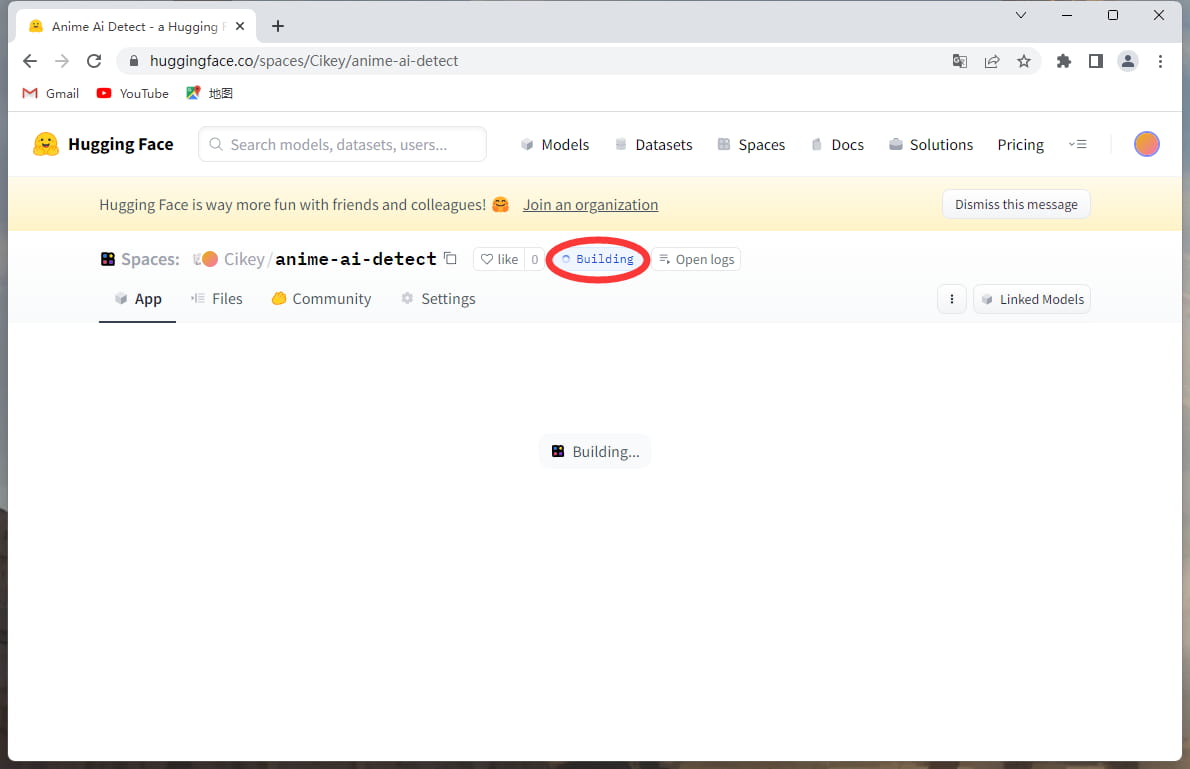 Anime Ai Detect - a Hugging F
huggingface.co/spaces/Cikey/anime-ai-detect
Gmail YouTube 地图
Hugging Face Search models, datasets, users... Models Datasets Spaces Docs Solutions Pricing
Hugging Face is way more fun with friends and colleagues! 🤗 Join an organization Dismiss this message
Spaces: Cikey/anime-ai-detect like 0 Building Open logs
App Files Community Settings Linked Models
Building...